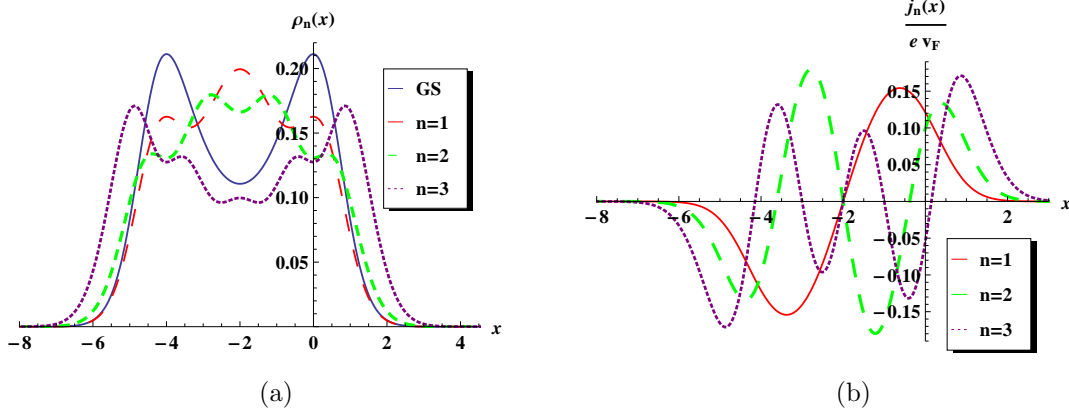 ρn(x)
0.20
0.15
0.10
0.05
GS
n=1
n=2
n=3
−8 −6 −4 −2 0 2 4 x
(a)
jn(x)
e vF
0.15
0.10
0.05
−8 −6 −4 −2 2 x
−0.05
−0.10
−0.15
n=1
n=2
n=3
(b)